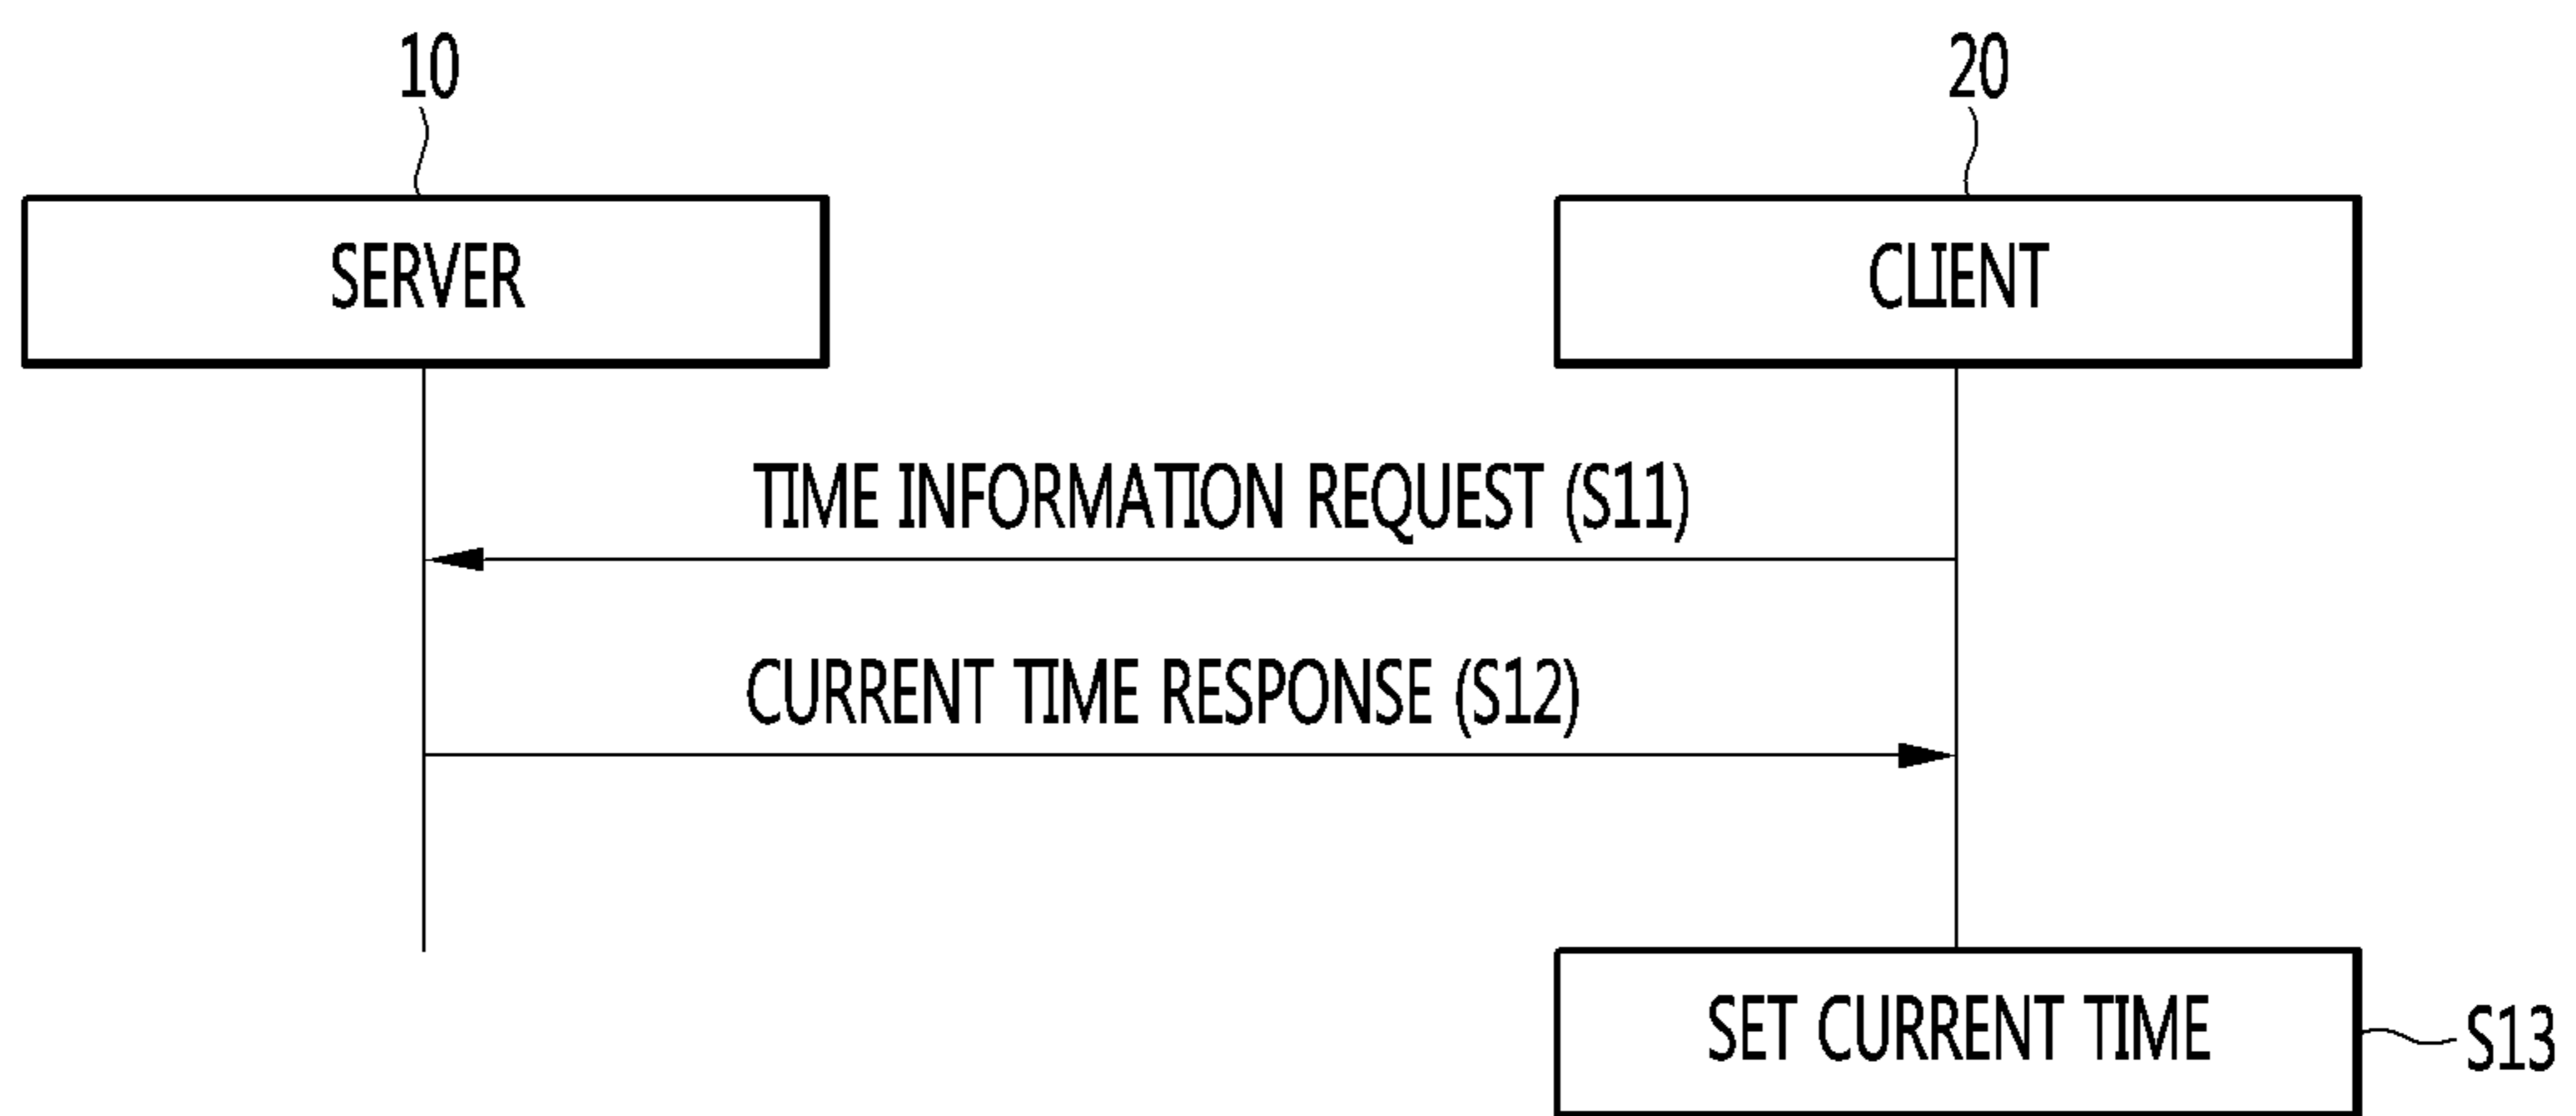 10
20
SERVER
CLIENT
TIME INFORMATION REQUEST (S11)
CURRENT TIME RESPONSE (S12)
SET CURRENT TIME
S13